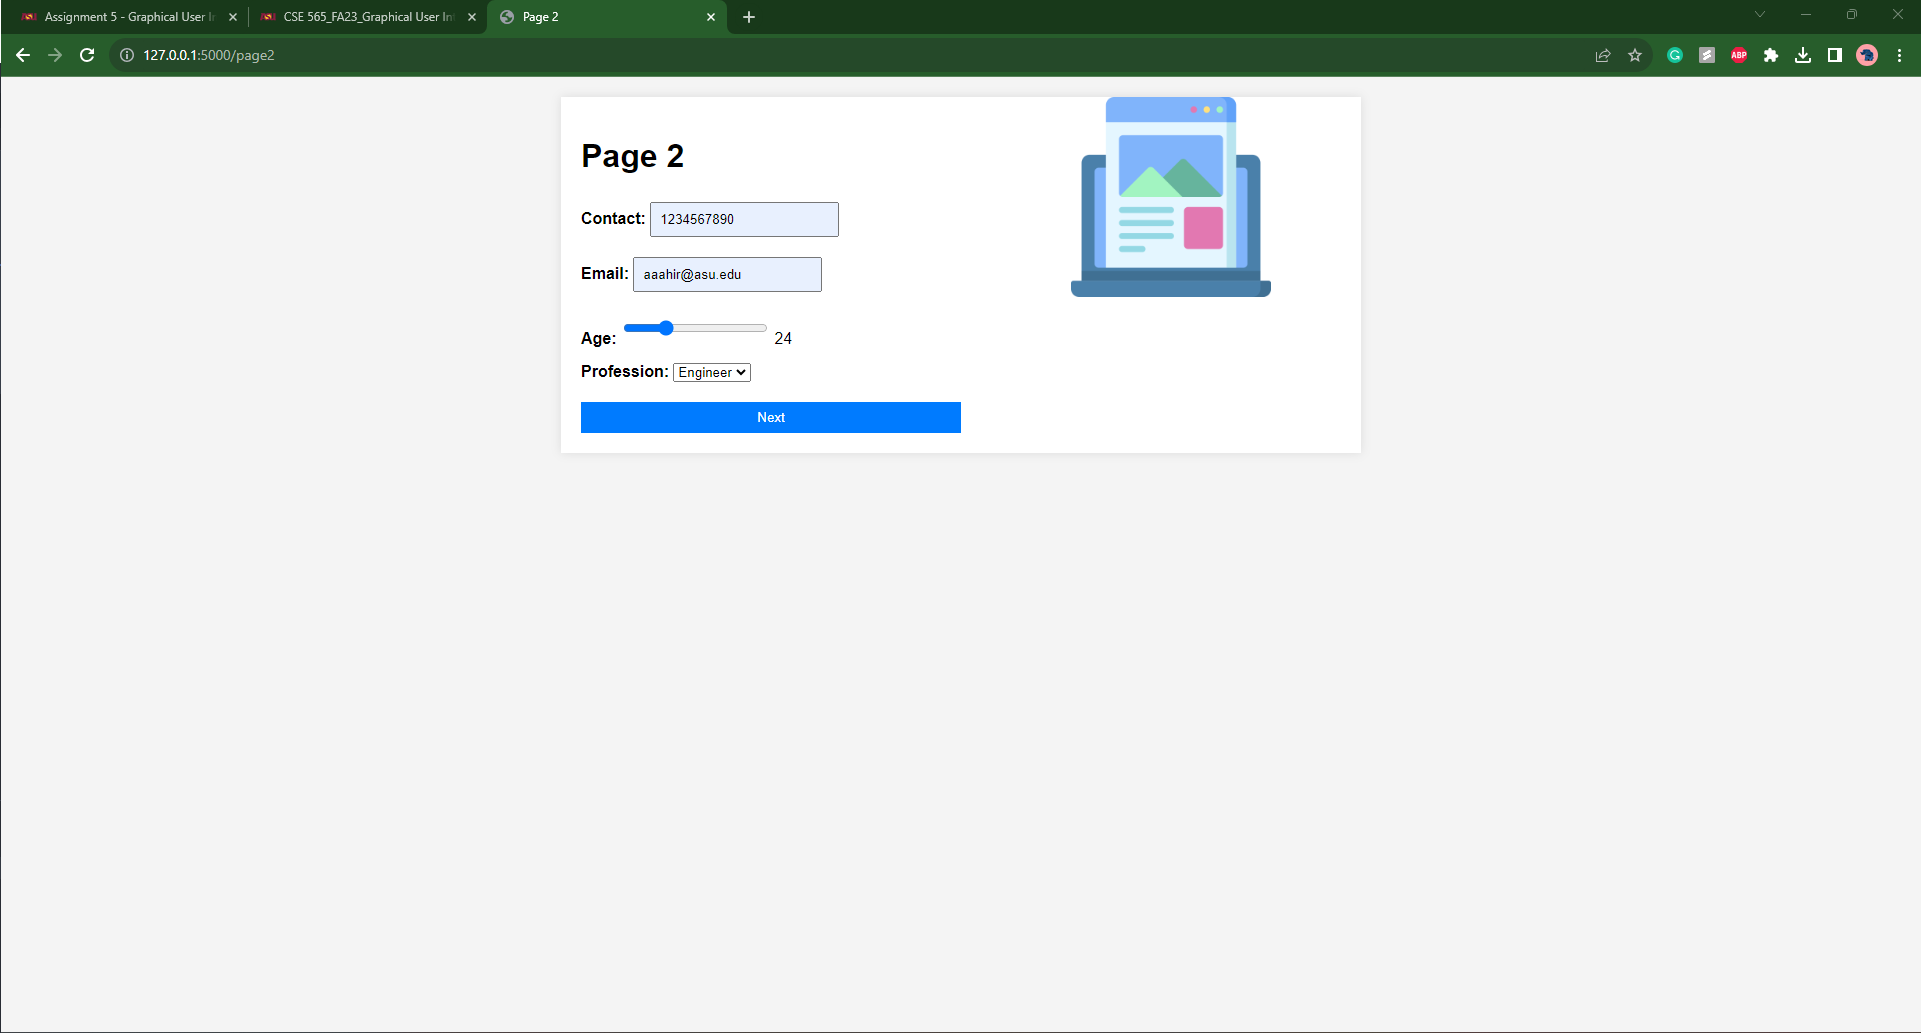 Assignment 5 - Graphical User Ir
CSE 565_FA23_Graphical User Int
Page 2
127.0.0.1:5000/page2
ABP
Page 2
Contact: 1234567890
Email: aaahir@asu.edu
Age: 24
Profession: Engineer
Next